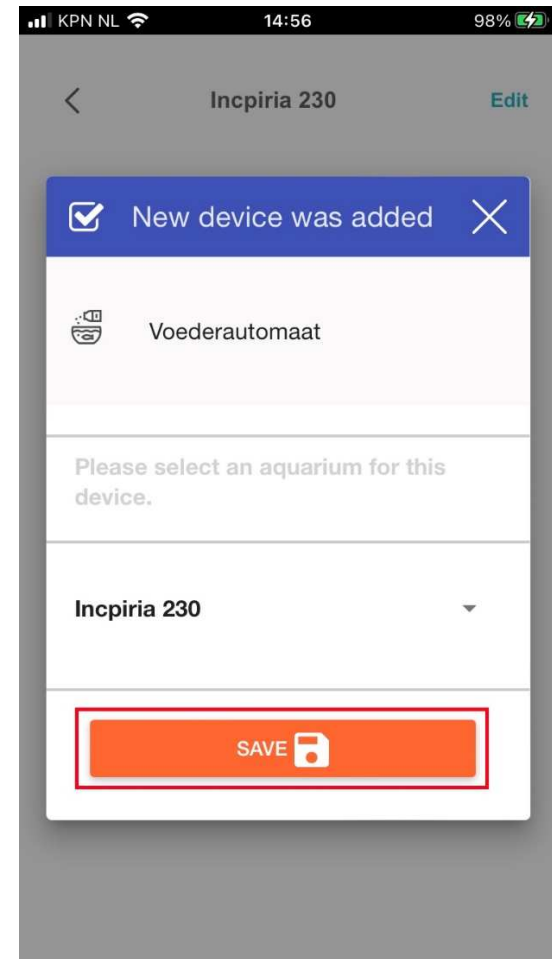 KPN NL 14:56 98%
Incpiria 230 Edit
New device was added
Voederautomaat
Please select an aquarium for this
device.
Incpiria 230
SAVE